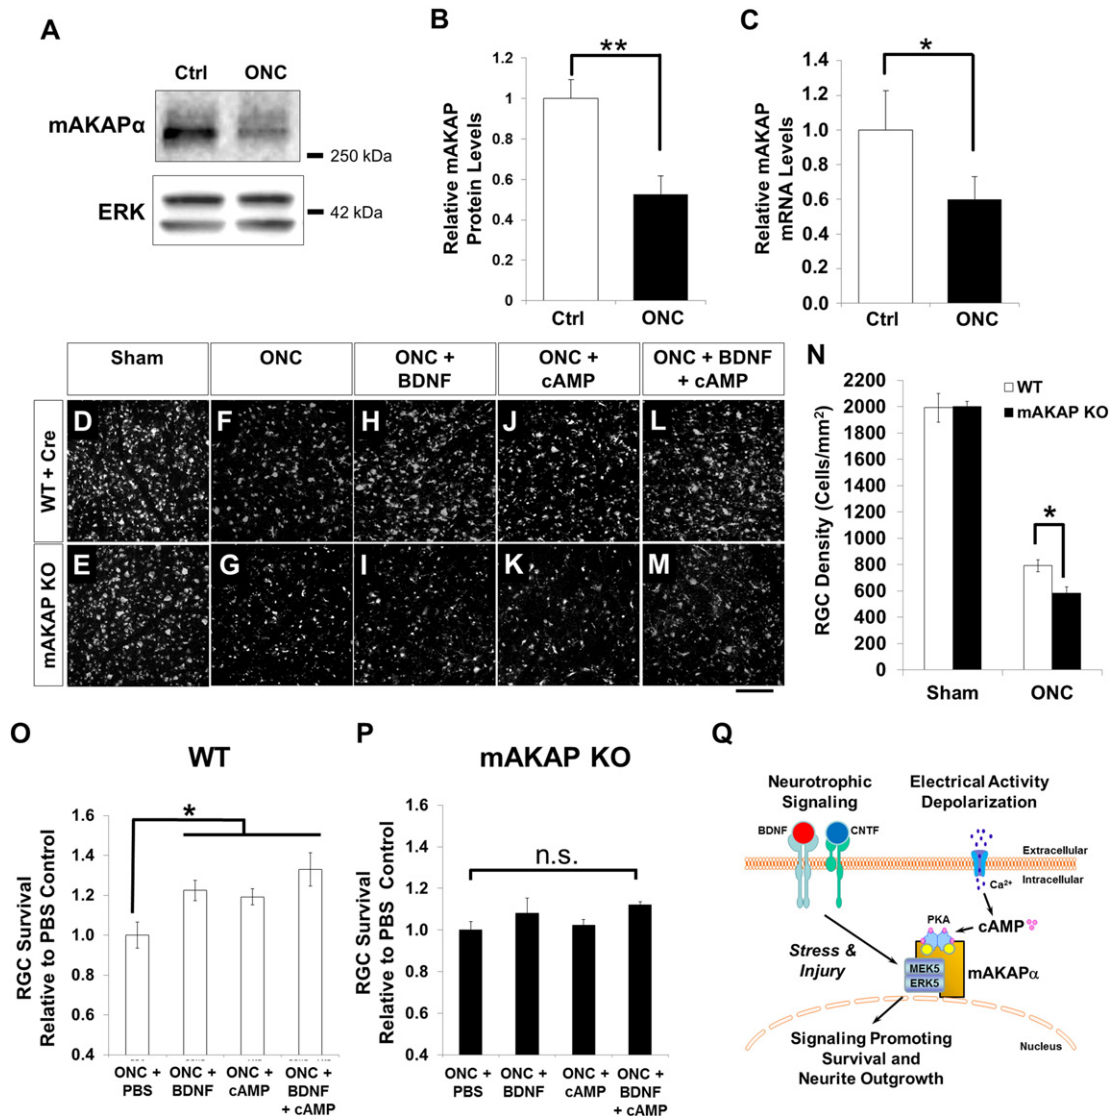 A
Ctrl ONC
mAKAPα
250 kDa
ERK
42 kDa
B
**
1.2
1
0.8
0.6
0.4
0.2
0
Relative mAKAP
Protein Levels
Ctrl ONC
C
*
1.4
1.2
1.0
0.8
0.6
0.4
0.2
0.0
Relative mAKAP
mRNA Levels
Ctrl ONC
Sham
ONC
ONC +
BDNF
ONC +
cAMP
ONC + BDNF
+ cAMP
WT + Cre
D F H J L
mAKAP KO
E G I K M
N
2200
2000
1800
1600
1400
1200
1000
800
600
400
200
0
RGC Density (Cells/mm²)
WT
mAKAP KO
*
Sham ONC
O
WT
*
1.6
1.4
1.2
1.0
0.8
0.6
0.4
RGC Survival
Relative to PBS Control
ONC +
PBS
ONC +
BDNF
ONC +
cAMP
ONC +
BDNF
+ cAMP
P
mAKAP KO
n.s.
1.6
1.4
1.2
1.0
0.8
0.6
0.4
RGC Survival
Relative to PBS Control
ONC +
PBS
ONC +
BDNF
ONC +
cAMP
ONC +
BDNF
+ cAMP
Q
Neurotrophic
Signaling
Electrical Activity
Depolarization
BDNF
CNTF
Extracellular
Intracellular
Ca²⁺
cAMP
PKA
Stress &
Injury
MEK5
ERK5
mAKAPα
Signaling Promoting
Survival and
Neurite Outgrowth
Nucleus